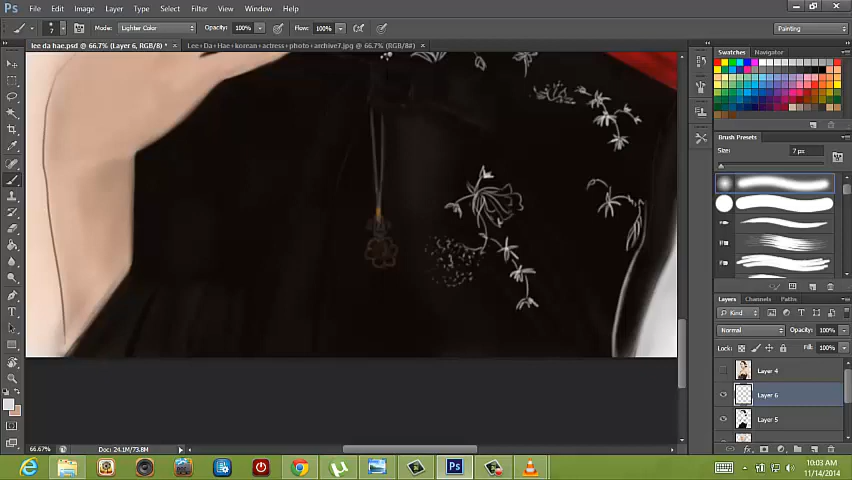 Ps File Edit Image Layer Type Select Filter View Window Help
7 Mode: Lighter Color Opacity: 100% Flow: 100% Painting
lee da hae.psd @ 66.7% (Layer 6, RGB/8) * × Lee+Da+Hae+korean+actress+photo+archive7.jpg @ 66.7% (RGB/8#) ×
Swatches Navigator
Brush Presets
Size: 7 px
Layers Channels Paths
Kind
Normal Opacity: 100%
Lock: Fill: 100%
Layer 4
Layer 6
Layer 5
66.67% Doc: 24.1M/73.8M
Ps
10:03 AM
11/14/2014